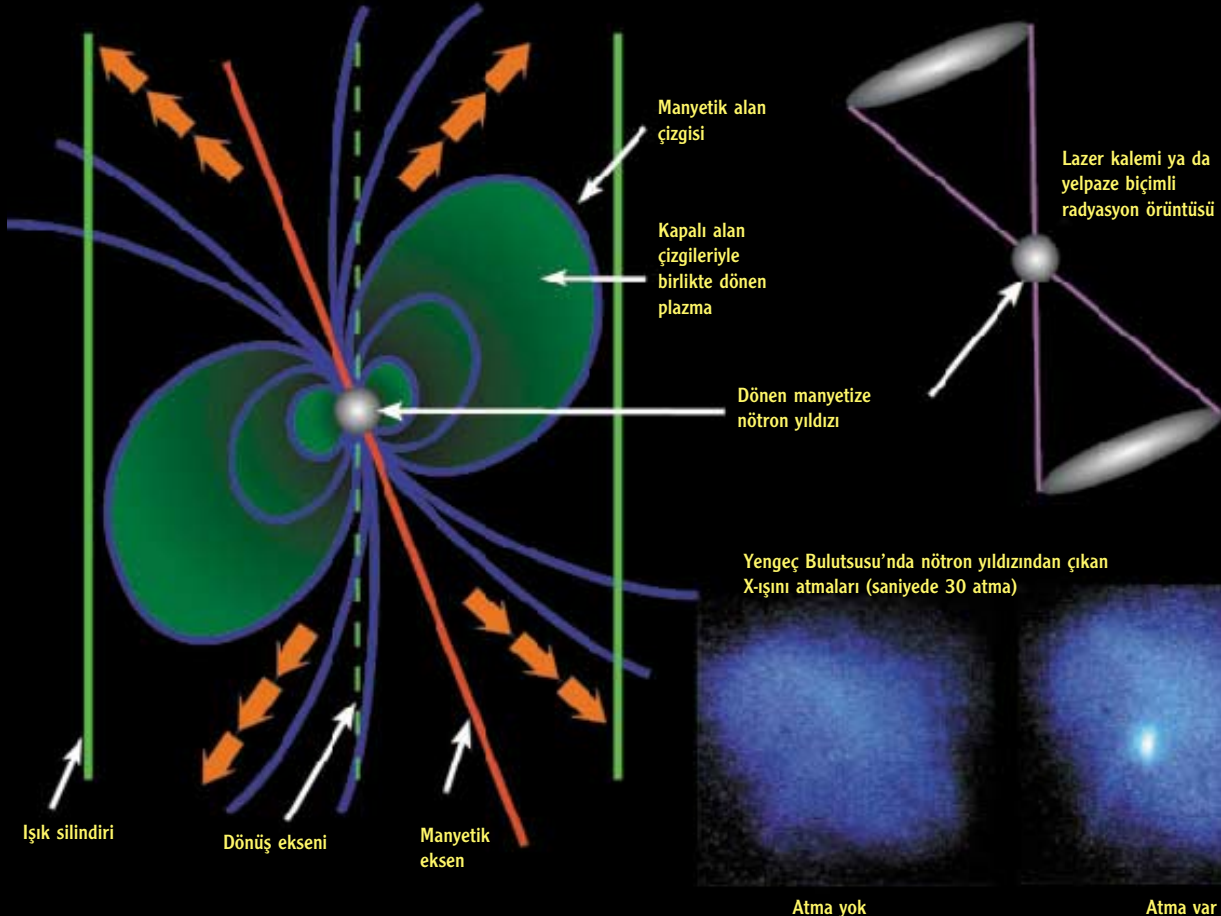 Manyetik alan
çizgisi
Kapalı alan
çizgileriyle
birlikte dönen
plazma
Dönen manyetize
nötron yıldızı
Lazer kalemi ya da
yelpaze biçimli
radyasyon örüntüsü
Işık silindiri
Dönüş ekseni
Manyetik
eksen
Yengeç Bulutsusu’nda nötron yıldızından çıkan
X-ışını atmaları (saniyede 30 atma)
Atma yok
Atma var